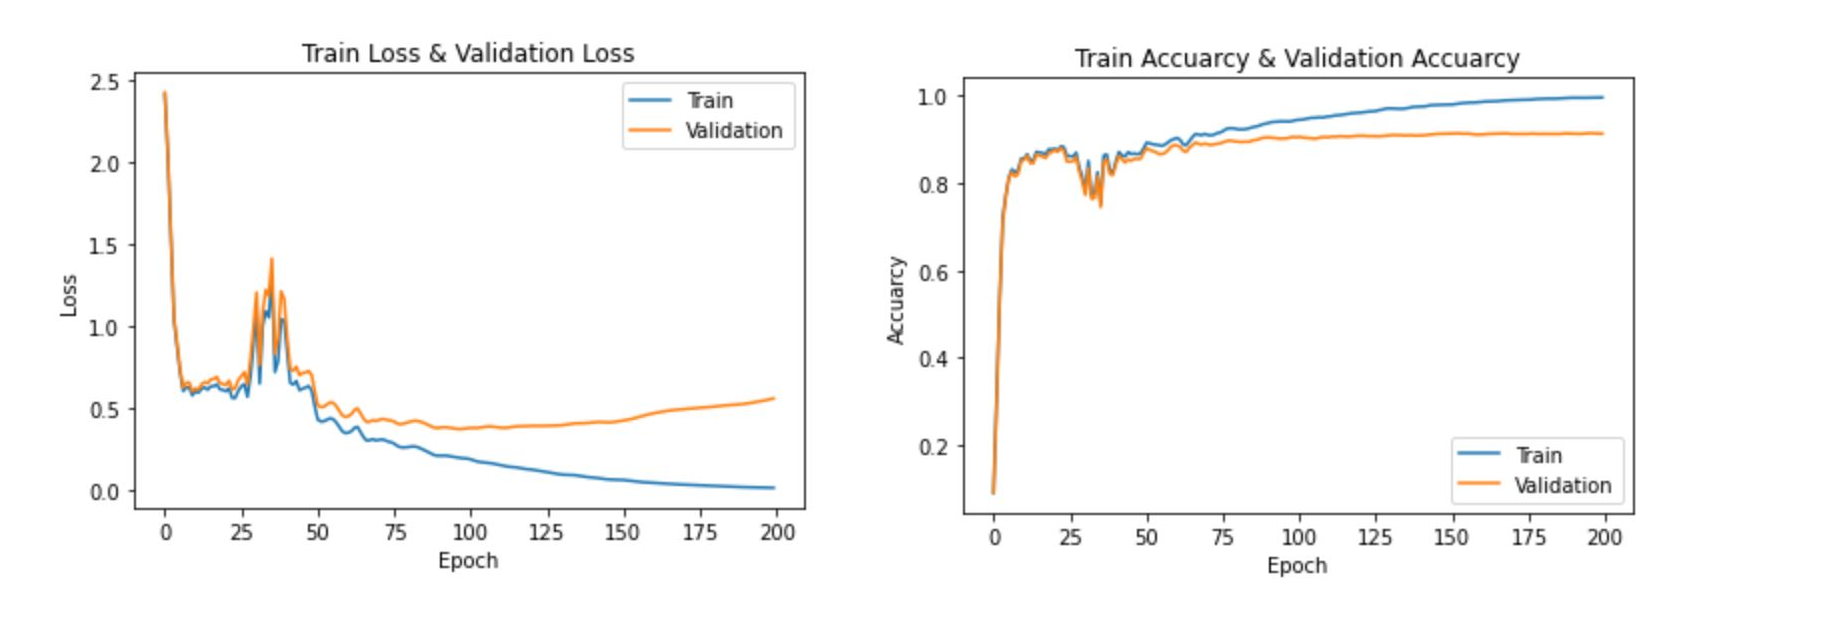 Train Loss & Validation Loss
2.5
2.0
1.5
1.0
0.5
0.0
Loss
Train
Validation
0 25 50 75 100 125 150 175 200
Epoch
Train Accuarcy & Validation Accuarcy
1.0
0.8
0.6
0.4
0.2
Accuarcy
Train
Validation
0 25 50 75 100 125 150 175 200
Epoch